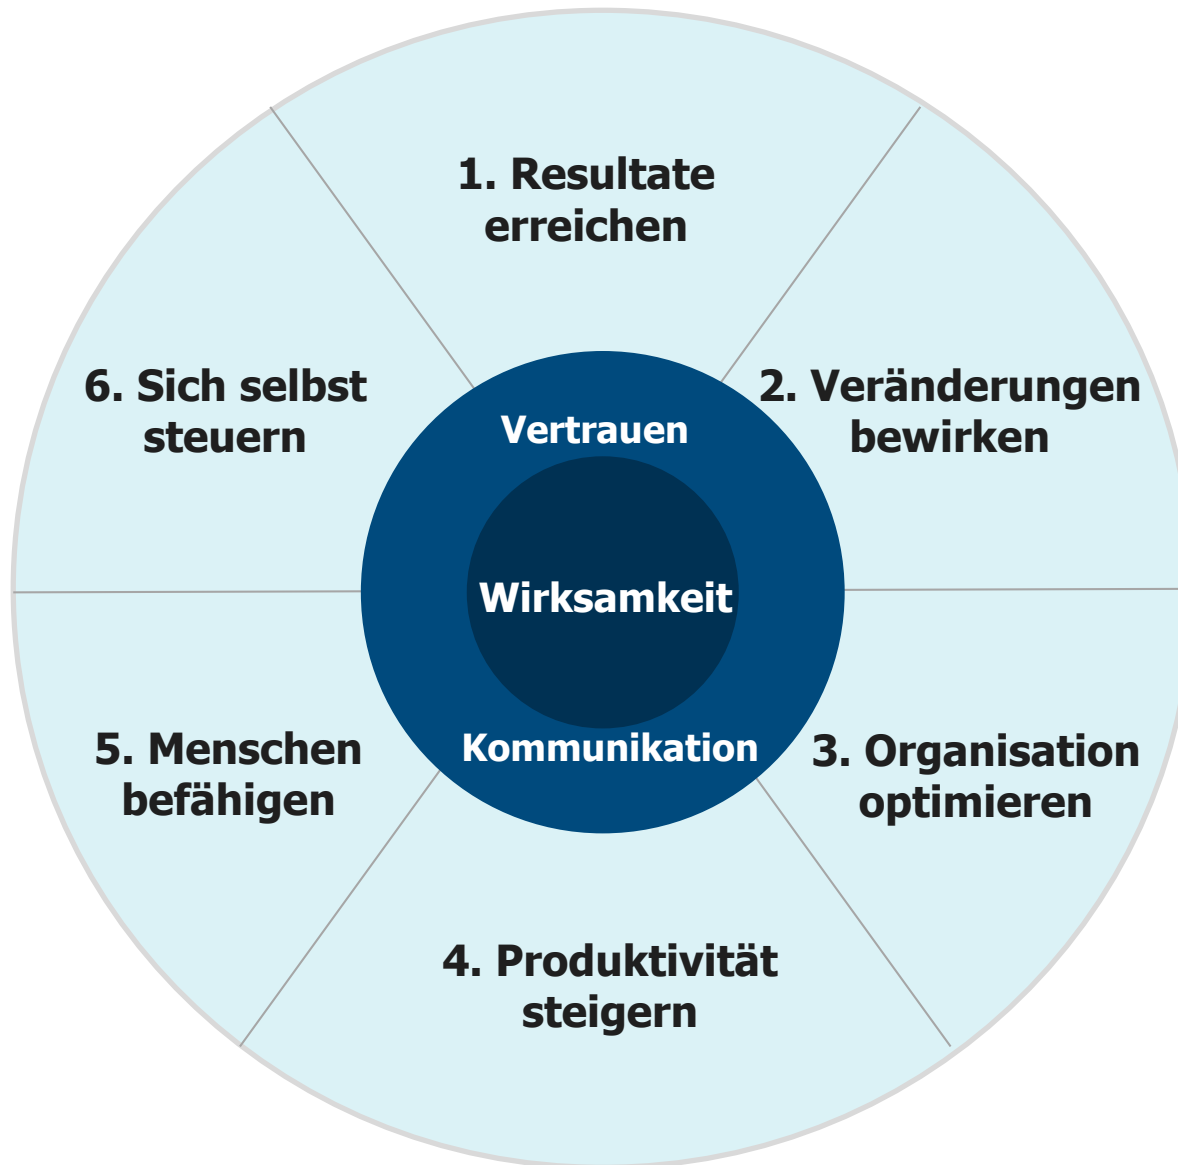 1. Resultate
erreichen
2. Veränderungen
bewirken
3. Organisation
optimieren
4. Produktivität
steigern
5. Menschen
befähigen
6. Sich selbst
steuern
Vertrauen
Wirksamkeit
Kommunikation